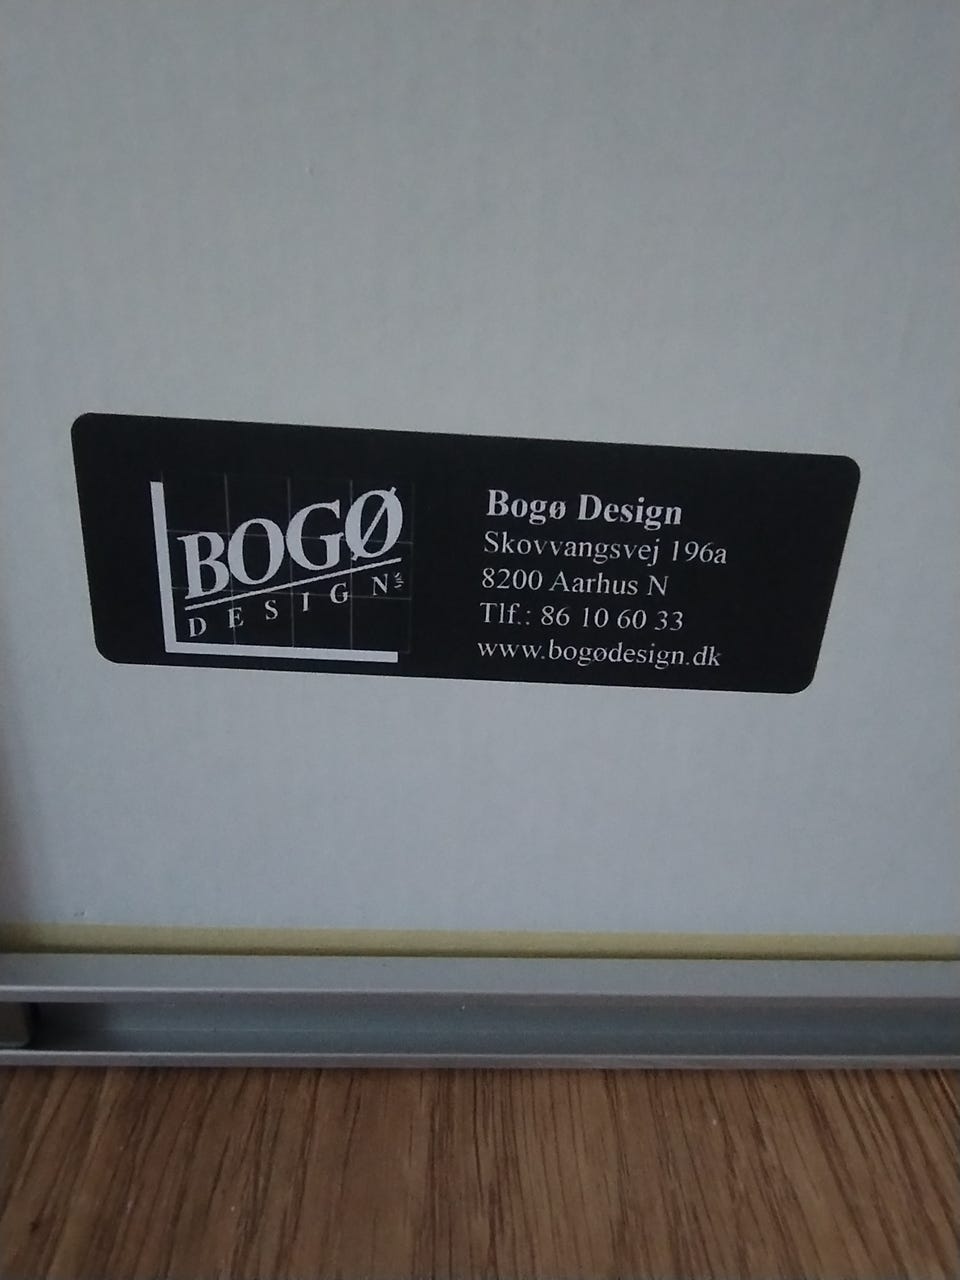 BOGØ
DESIGN
Bogø Design
Skovvangsvej 196a
8200 Aarhus N
Tlf.: 86 10 60 33
www.bogødesign.dk